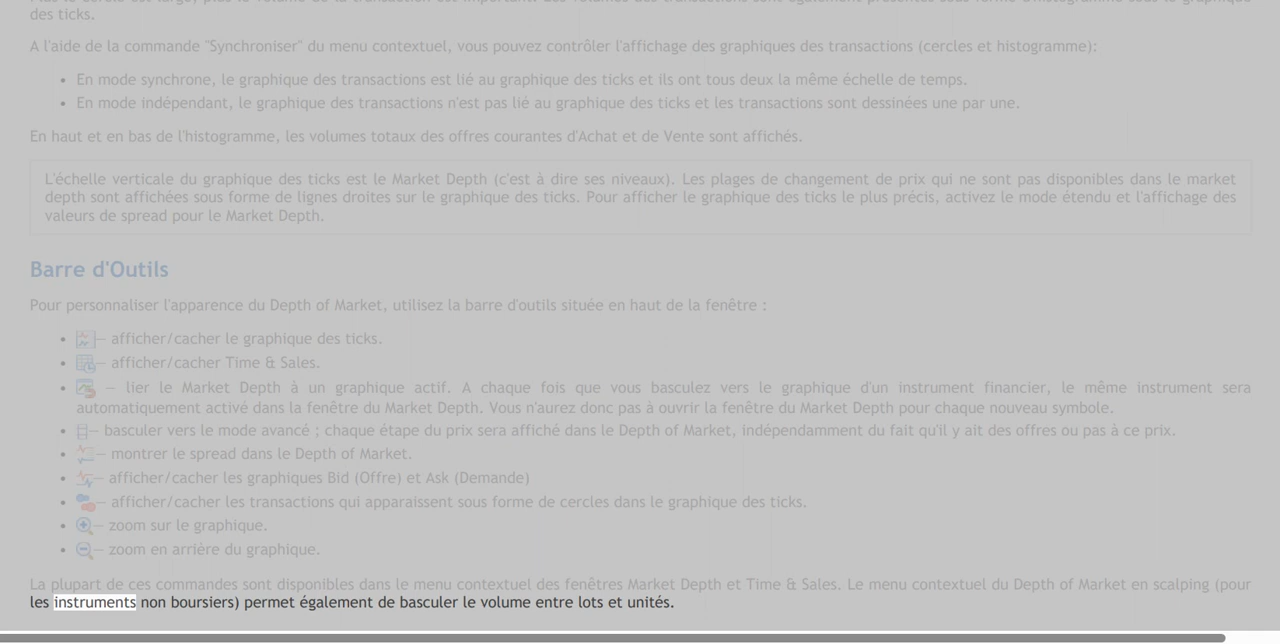 des ticks.
A l'aide de la commande "Synchroniser" du menu contextuel, vous pouvez contrôler l'affichage des graphiques des transactions (cercles et histogramme):
• En mode synchrone, le graphique des transactions est lié au graphique des ticks et ils ont tous deux la même échelle de temps.
• En mode indépendant, le graphique des transactions n'est pas lié au graphique des ticks et les transactions sont dessinées une par une.
En haut et en bas de l'histogramme, les volumes totaux des offres courantes d'Achat et de Vente sont affichés.
L'échelle verticale du graphique des ticks est le Market Depth (c'est à dire ses niveaux). Les plages de changement de prix qui ne sont pas disponibles dans le market
depth sont affichées sous forme de lignes droites sur le graphique des ticks. Pour afficher le graphique des ticks le plus précis, activez le mode étendu et l'affichage des
valeurs de spread pour le Market Depth.
Barre d'Outils
Pour personnaliser l'apparence du Depth of Market, utilisez la barre d'outils située en haut de la fenêtre :
• — afficher/cacher le graphique des ticks.
• — afficher/cacher Time & Sales.
• — lier le Market Depth à un graphique actif. A chaque fois que vous basculez vers le graphique d'un instrument financier, le même instrument sera
automatiquement activé dans la fenêtre du Market Depth. Vous n'aurez donc pas à ouvrir la fenêtre du Market Depth pour chaque nouveau symbole.
• — basculer vers le mode avancé ; chaque étape du prix sera affiché dans le Depth of Market, indépendamment du fait qu'il y ait des offres ou pas à ce prix.
• — montrer le spread dans le Depth of Market.
• — afficher/cacher les graphiques Bid (Offre) et Ask (Demande)
• — afficher/cacher les transactions qui apparaissent sous forme de cercles dans le graphique des ticks.
• — zoom sur le graphique.
• — zoom en arrière du graphique.
La plupart de ces commandes sont disponibles dans le menu contextuel des fenêtres Market Depth et Time & Sales. Le menu contextuel du Depth of Market en scalping (pour
les instruments non boursiers) permet également de basculer le volume entre lots et unités.